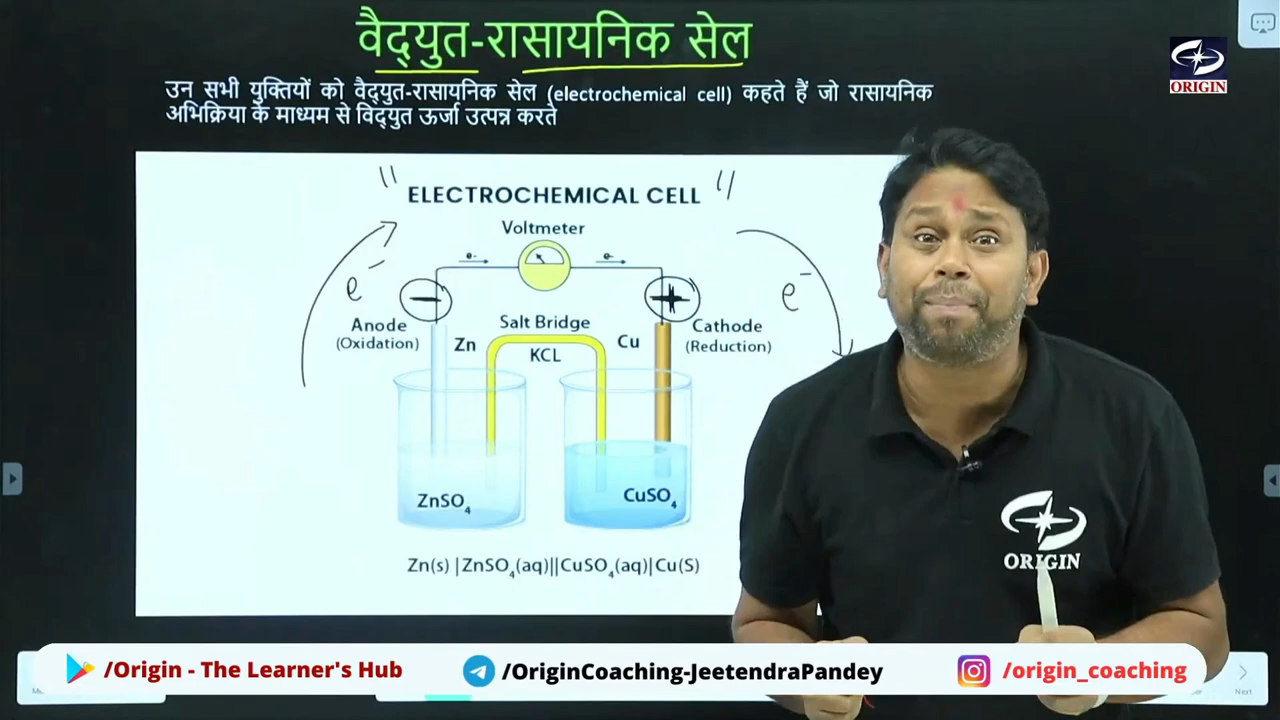 वैद्युत-रासायनिक सेल
उन सभी युक्तियों को वैद्युत-रासायनिक सेल (electrochemical cell) कहते हैं जो रासायनिक
अभिक्रिया के माध्यम से विद्युत ऊर्जा उत्पन्न करते
ORIGIN
" ELECTROCHEMICAL CELL "
Voltmeter
e- e-
e- e-
− +
Anode
(Oxidation)
Zn
Salt Bridge
KCL
Cu
Cathode
(Reduction)
ZnSO4
CuSO4
Zn(s) |ZnSO4(aq)||CuSO4(aq)|Cu(S)
ORIGIN
/Origin - The Learner's Hub
/OriginCoaching-JeetendraPandey
/origin_coaching
Next